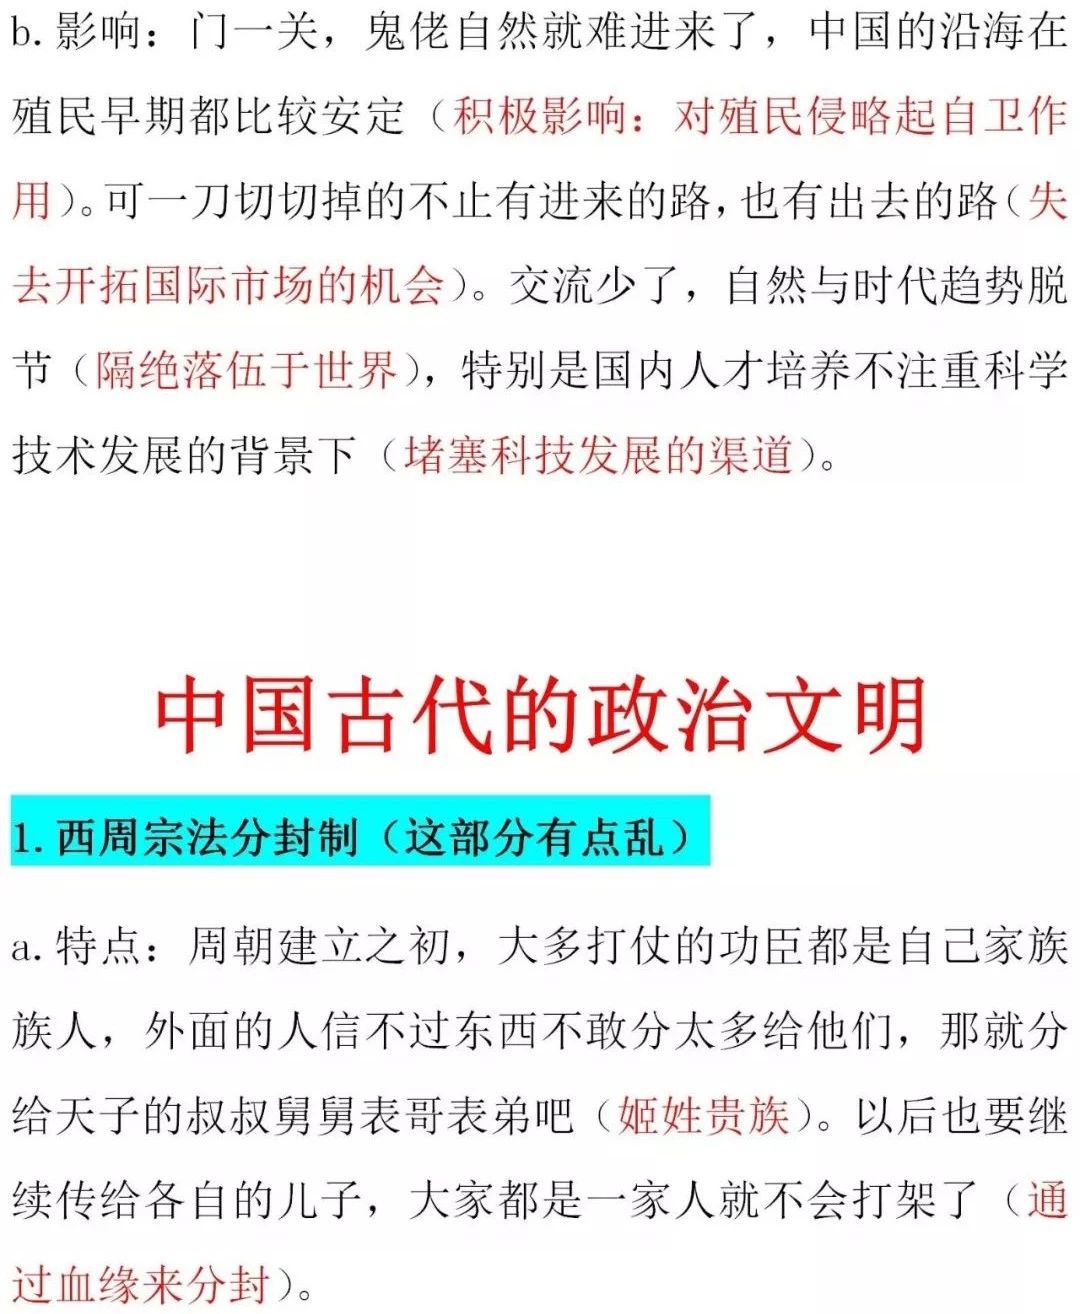 b. 影响：门一关，鬼佬自然就难进来了，中国的沿海在
殖民早期都比较安定（积极影响：对殖民侵略起自卫作
用）。可一刀切切掉的不止有进来的路，也有出去的路（失
去开拓国际市场的机会）。交流少了，自然与时代趋势脱
节（隔绝落伍于世界），特别是国内人才培养不注重科学
技术发展的背景下（堵塞科技发展的渠道）。
中国古代的政治文明
1. 西周宗法分封制（这部分有点乱）
a. 特点：周朝建立之初，大多打仗的功臣都是自己家族
族人，外面的人信不过东西不敢分太多给他们，那就分
给天子的叔叔舅舅表哥表弟吧（姬姓贵族）。以后也要继
续传给各自的儿子，大家都是一家人就不会打架了（通
过血缘来分封）。